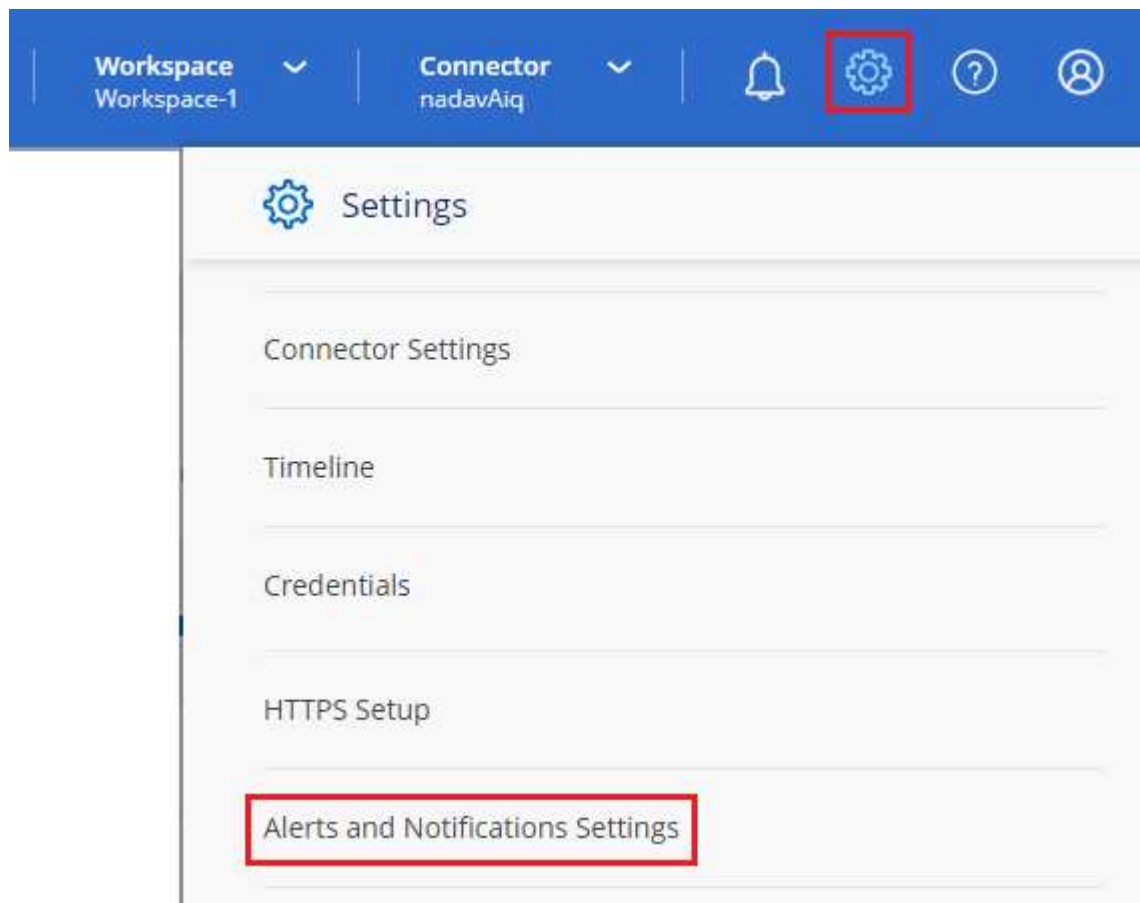 Workspace
Workspace-1
Connector
nadavAiq
Settings
Connector Settings
Timeline
Credentials
HTTPS Setup
Alerts and Notifications Settings